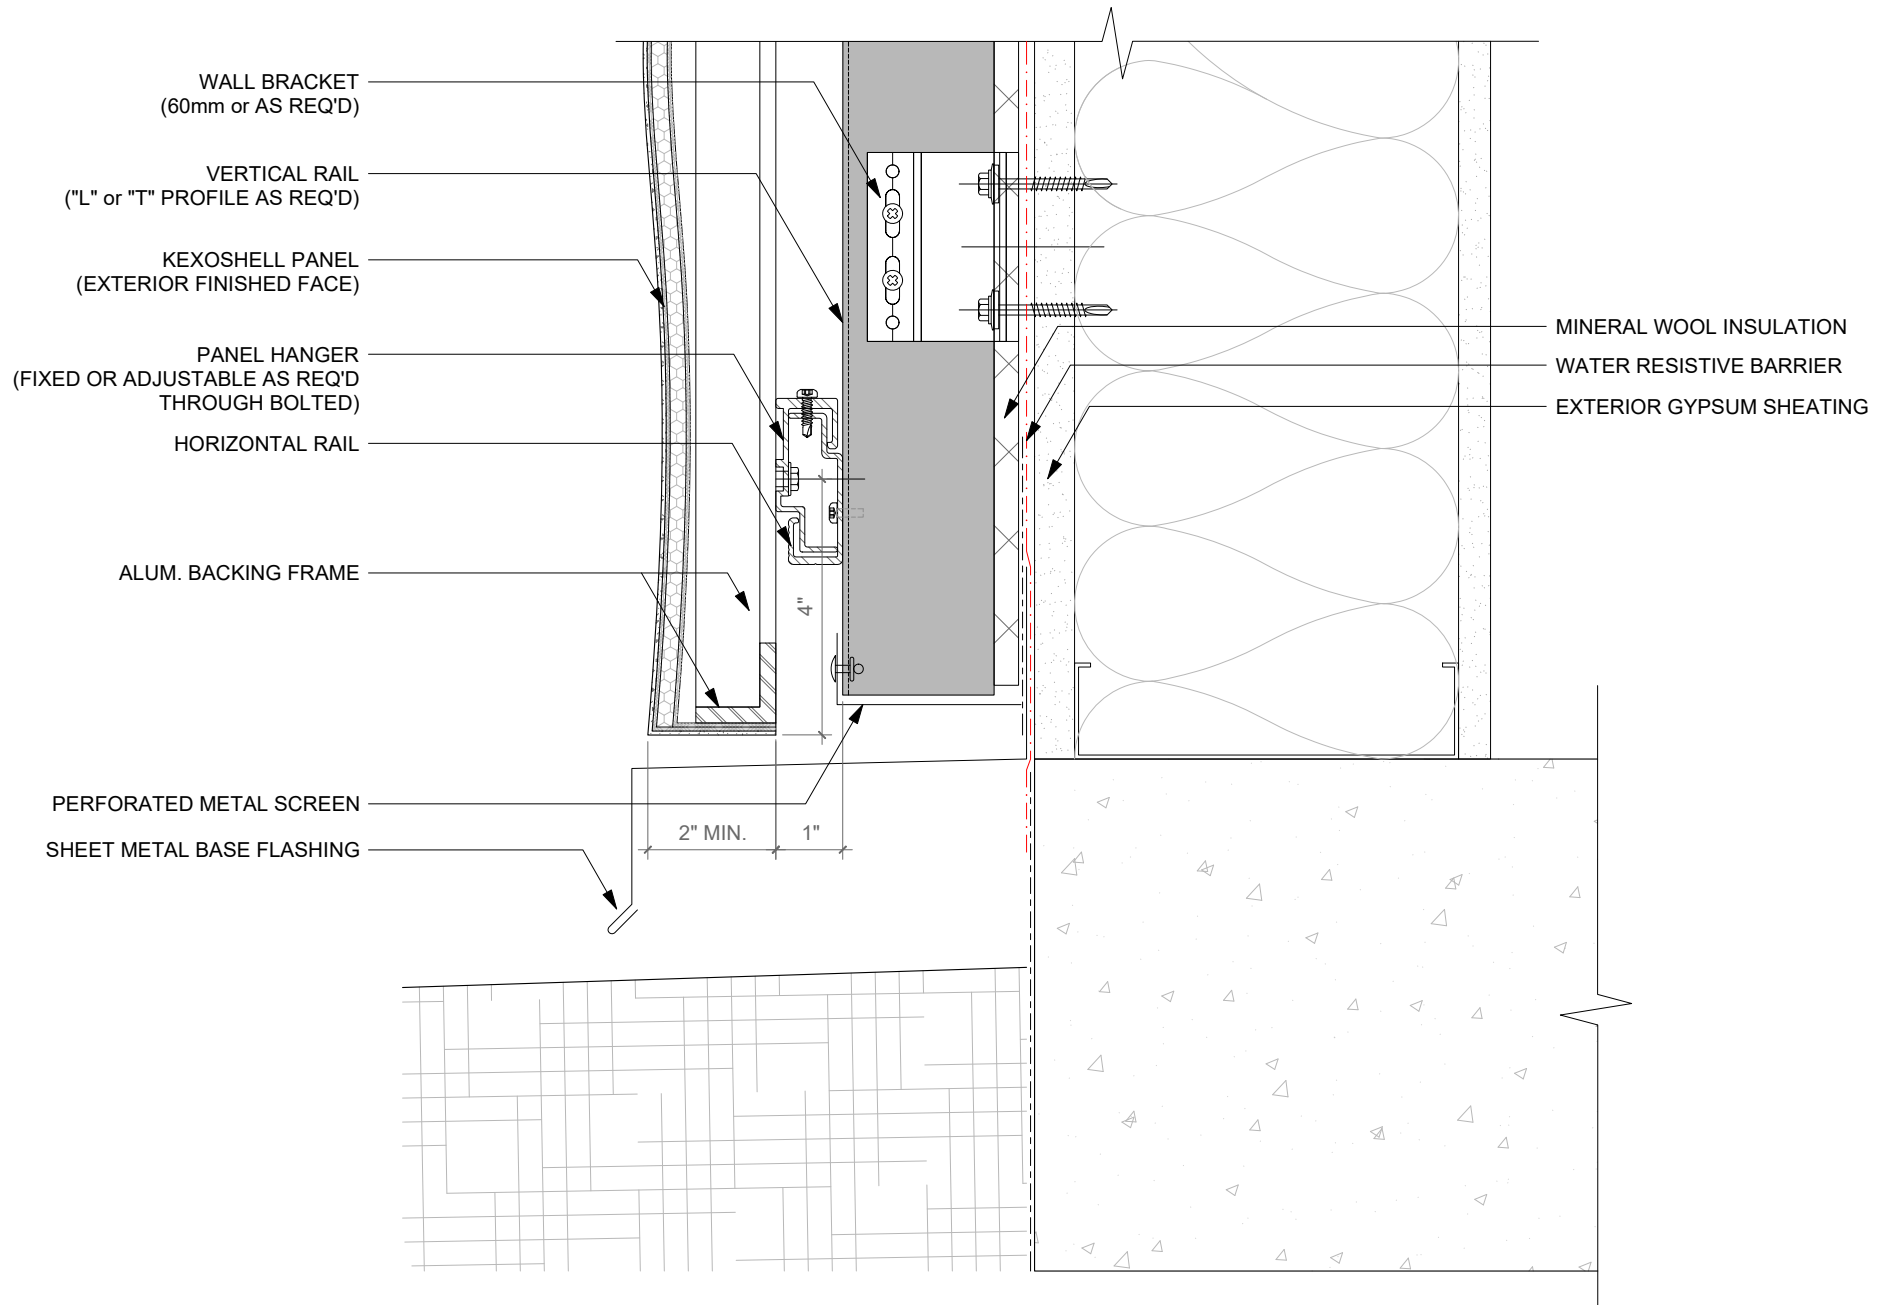 WALL BRACKET
(60mm or AS REQ'D)
VERTICAL RAIL
("L" or "T" PROFILE AS REQ'D)
KEXOSHELL PANEL
(EXTERIOR FINISHED FACE)
PANEL HANGER
(FIXED OR ADJUSTABLE AS REQ'D
THROUGH BOLTED)
HORIZONTAL RAIL
ALUM. BACKING FRAME
PERFORATED METAL SCREEN
SHEET METAL BASE FLASHING
4"
2" MIN.
1"
MINERAL WOOL INSULATION
WATER RESISTIVE BARRIER
EXTERIOR GYPSUM SHEATING